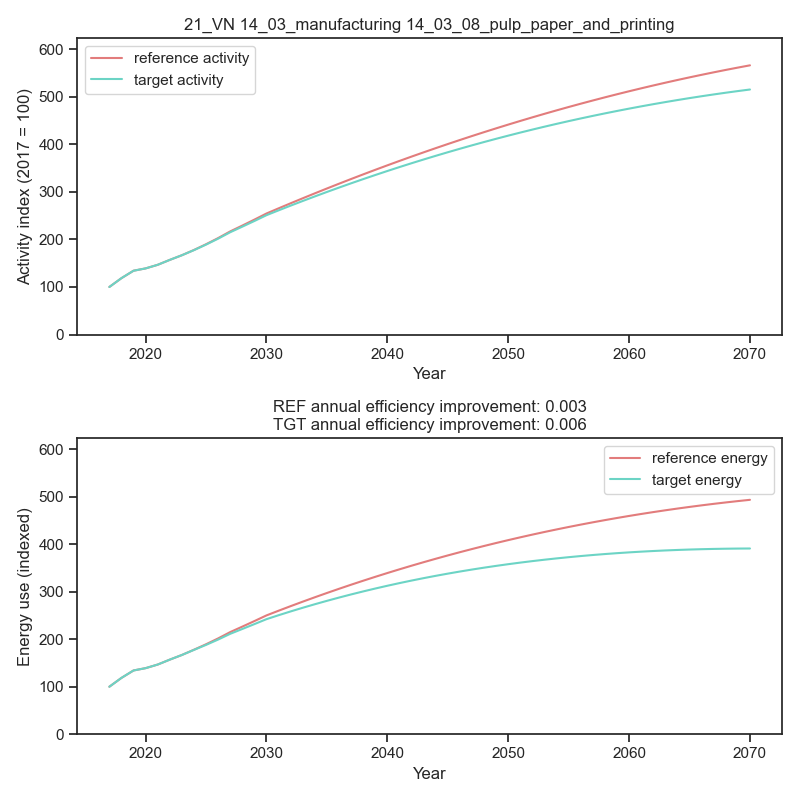 21_VN 14_03_manufacturing 14_03_08_pulp_paper_and_printing
reference activity
target activity
Activity index (2017 = 100)
600
500
400
300
200
100
0
2020 2030 2040 2050 2060 2070
Year
REF annual efficiency improvement: 0.003
TGT annual efficiency improvement: 0.006
reference energy
target energy
Energy use (indexed)
600
500
400
300
200
100
0
2020 2030 2040 2050 2060 2070
Year